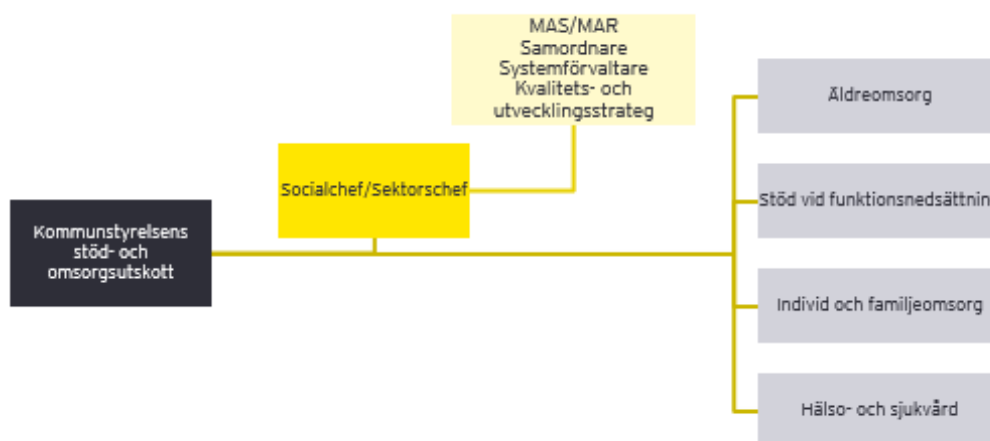 MAS/MAR
Samordnare
Systemförvaltare
Kvalitets- och
utvecklingsstrateg
Socialchef/Sektorschef
Kommunstyrelsens
stöd- och
omsorgsutskott
Äldreomsorg
Stöd vid funktionsnedsättnin
Individ och familjeomsorg
Hälso- och sjukvård